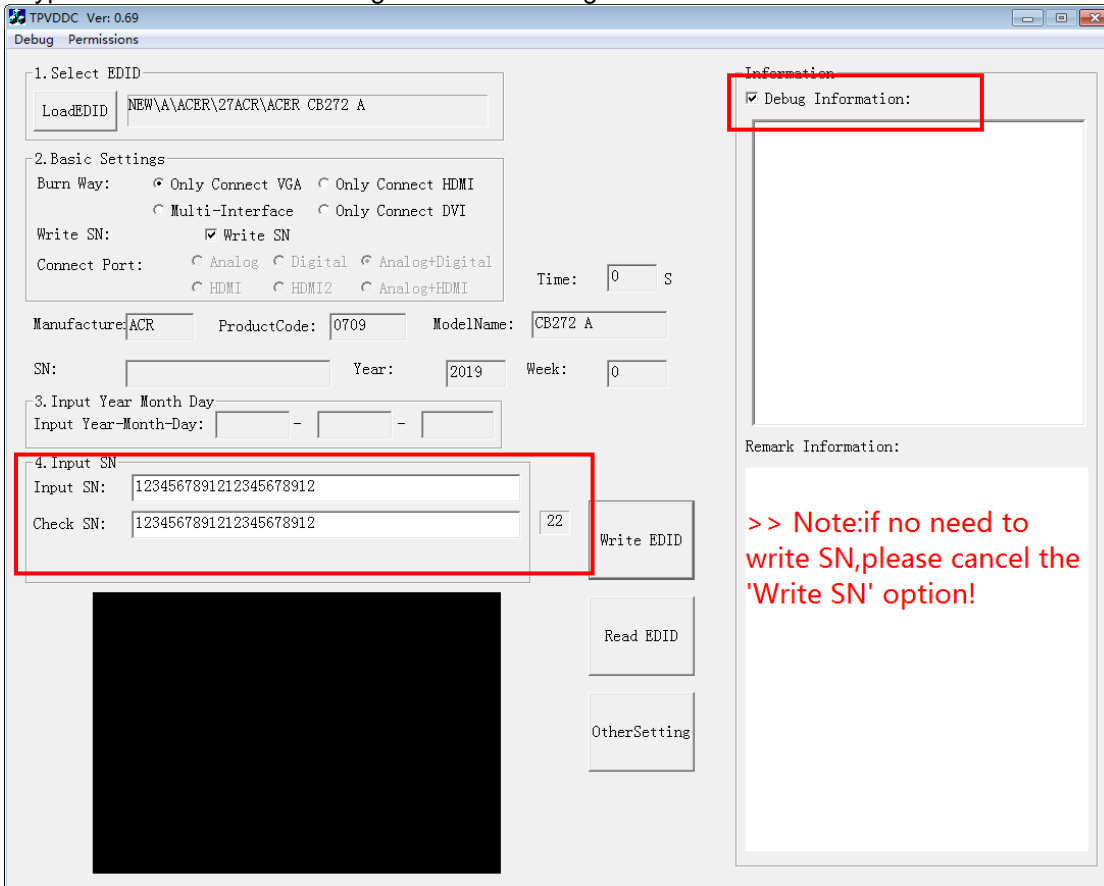 TPVDDC Ver: 0.69
Debug Permissions
1. Select EDID
LoadEDID NEW\A\ACER\27ACR\ACER CB272 A
2. Basic Settings
Burn Way: Only Connect VGA Only Connect HDMI
Multi-Interface Only Connect DVI
Write SN: Write SN
Connect Port: Analog Digital Analog+Digital
HDMI HDMI2 Analog+HDMI
Time: 0 S
Manufacture: ACR ProductCode: 0709 ModelName: CB272 A
SN: Year: 2019 Week: 0
3. Input Year Month Day
Input Year-Month-Day: - -
4. Input SN
Input SN: 1234567891212345678912
Check SN: 1234567891212345678912
22
Write EDID
Read EDID
OtherSetting
Information
Debug Information:
Remark Information:
>> Note:if no need to
write SN,please cancel the
'Write SN' option!